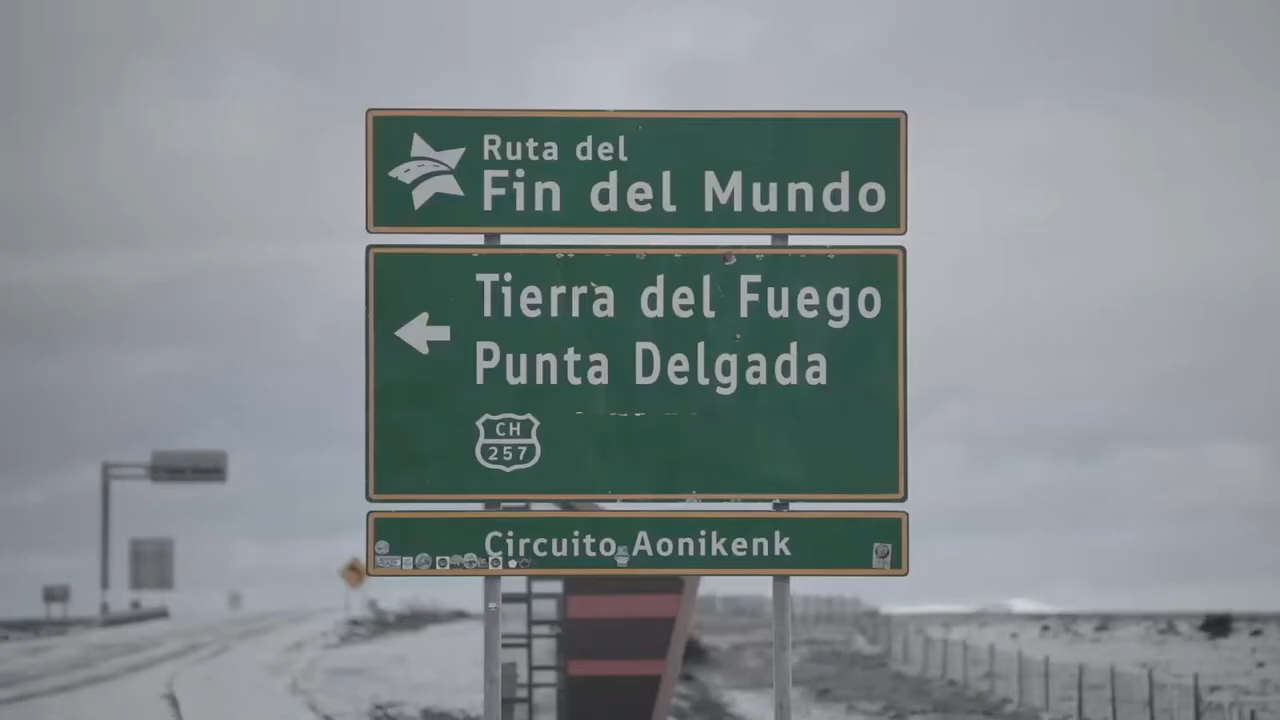 Ruta del
Fin del Mundo
Tierra del Fuego
Punta Delgada
CH
257
Circuito Aonikenk